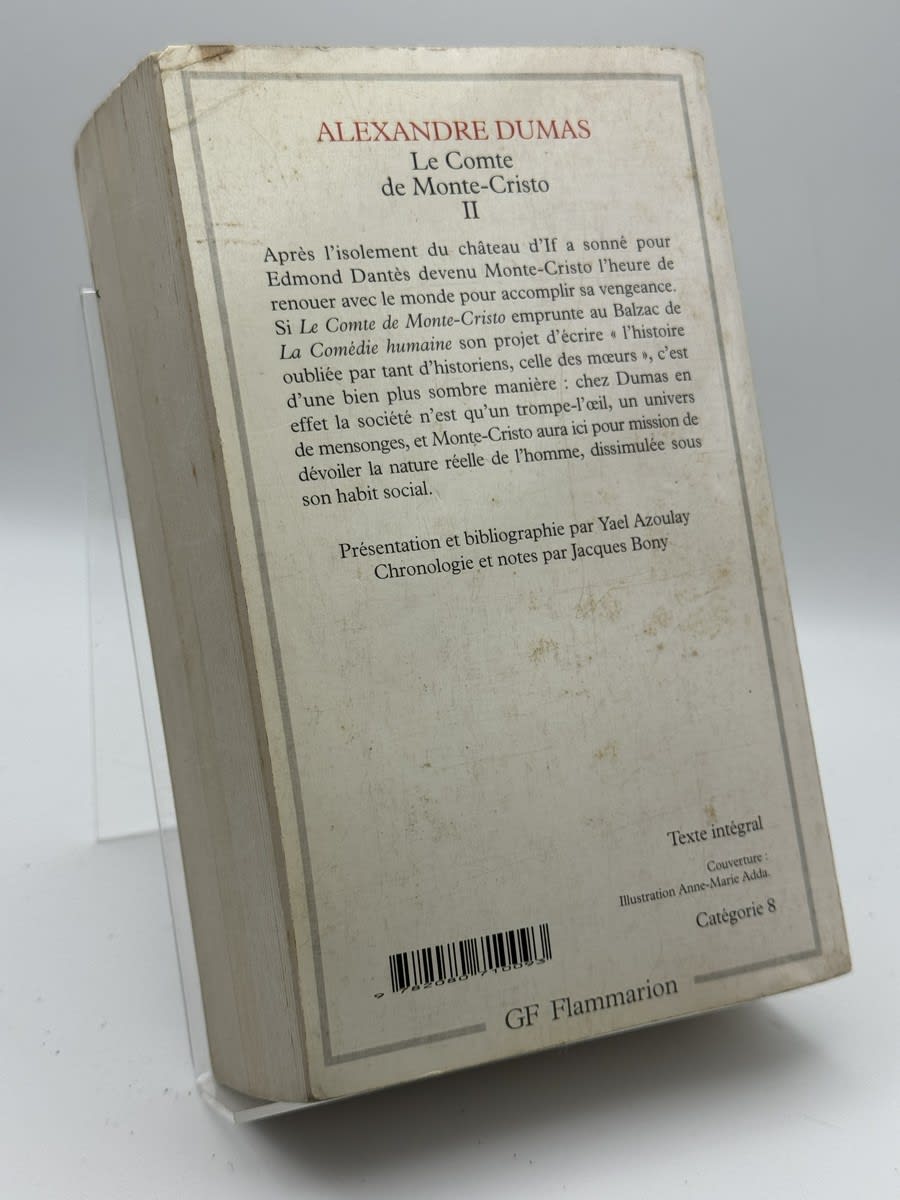 ALEXANDRE DUMAS
Le Comte
de Monte-Cristo
II
Après l'isolement du château d'If a sonné pour
Edmond Dantès devenu Monte-Cristo l'heure de
renouer avec le monde pour accomplir sa vengeance.
Si Le Comte de Monte-Cristo emprunte au Balzac de
La Comédie humaine son projet d'écrire « l'histoire
oubliée par tant d'historiens, celle des mœurs », c'est
d'une bien plus sombre manière : chez Dumas en
effet la société n'est qu'un trompe-l'œil, un univers
de mensonges, et Monte-Cristo aura ici pour mission de
dévoiler la nature réelle de l'homme, dissimulée sous
son habit social.
Présentation et bibliographie par Yael Azoulay
Chronologie et notes par Jacques Bony
Texte intégral
Couverture :
Illustration Anne-Marie Adda.
Catégorie 8
9 782080 710093
GF Flammarion